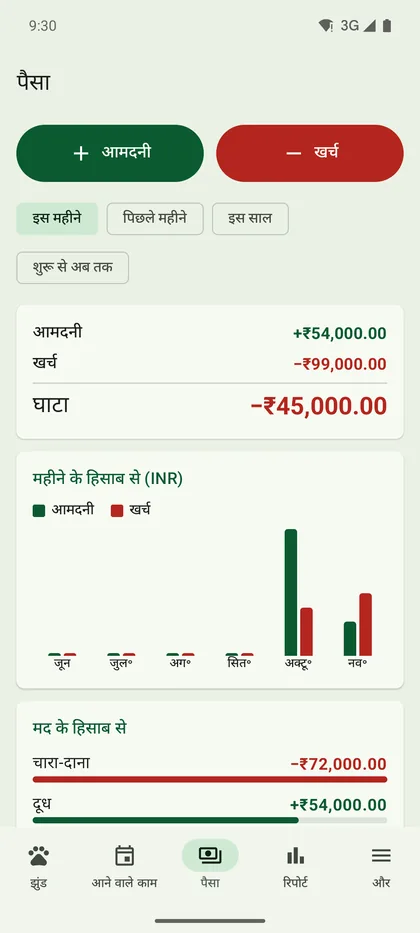 9:30
3G
पैसा
+ आमदनी
− खर्च
इस महीने
पिछले महीने
इस साल
शुरू से अब तक
आमदनी +₹54,000.00
खर्च −₹99,000.00
घाटा −₹45,000.00
महीने के हिसाब से (INR)
आमदनी खर्च
जून जुल॰ अग॰ सित॰ अक्टू॰ नव॰
मद के हिसाब से
चारा-दाना −₹72,000.00
दूध +₹54,000.00
झुंड आने वाले काम पैसा रिपोर्ट और